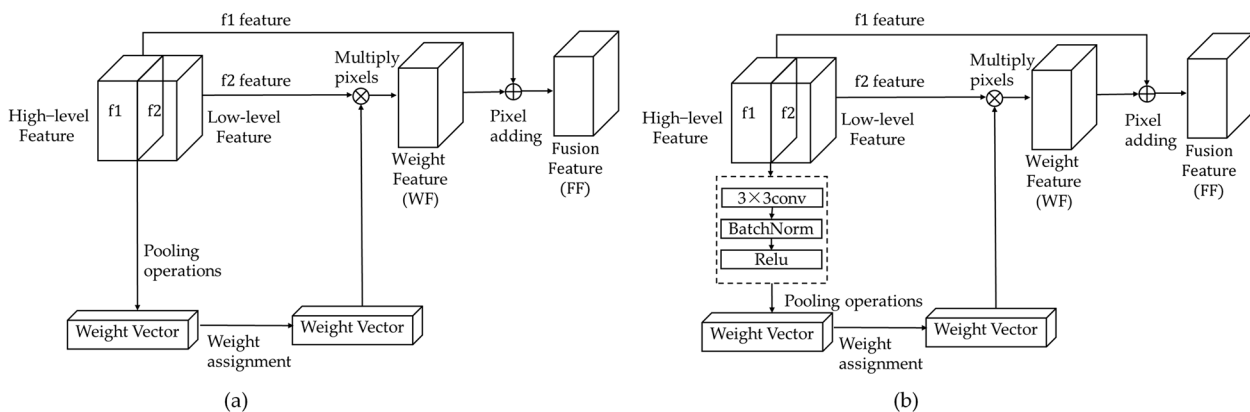 f1 feature
Multiply
pixels
f2 feature
f1
f2
High–level
Feature
Low-level
Feature
Pixel
adding
Weight
Feature
(WF)
Fusion
Feature
(FF)
Pooling
operations
Weight Vector
Weight Vector
Weight
assignment
(a)
f1 feature
Multiply
pixels
f2 feature
f1
f2
High–level
Feature
Low-level
Feature
Pixel
adding
Weight
Feature
(WF)
Fusion
Feature
(FF)
3×3conv
BatchNorm
Relu
Pooling operations
Weight Vector
Weight Vector
Weight
assignment
(b)